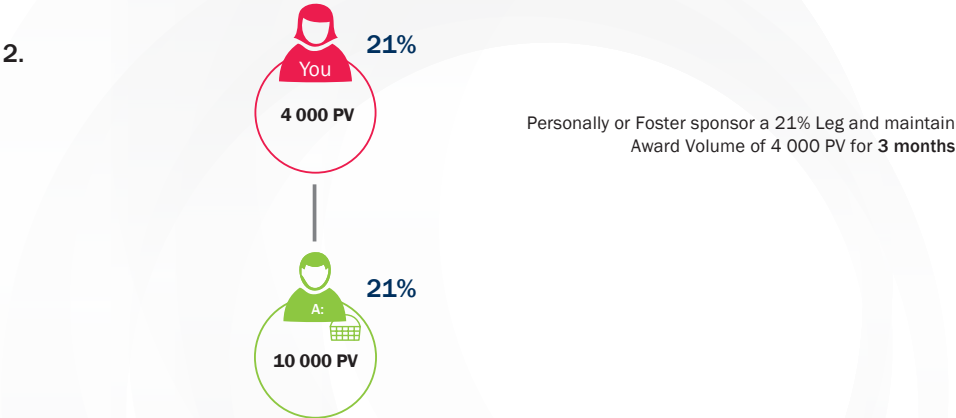 2.
21%
You
4 000 PV
Personally or Foster sponsor a 21% Leg and maintain
Award Volume of 4 000 PV for 3 months
21%
A:
10 000 PV